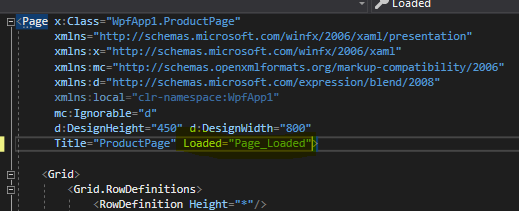 Loaded
<Page x:Class="WpfApp1.ProductPage"
xmlns="http://schemas.microsoft.com/winfx/2006/xaml/presentation"
xmlns:x="http://schemas.microsoft.com/winfx/2006/xaml"
xmlns:mc="http://schemas.openxmlformats.org/markup-compatibility/2006"
xmlns:d="http://schemas.microsoft.com/expression/blend/2008"
xmlns:local="clr-namespace:WpfApp1"
mc:Ignorable="d"
d:DesignHeight="450" d:DesignWidth="800"
Title="ProductPage" Loaded="Page_Loaded">
<Grid>
<Grid.RowDefinitions>
<RowDefinition Height="*"/>